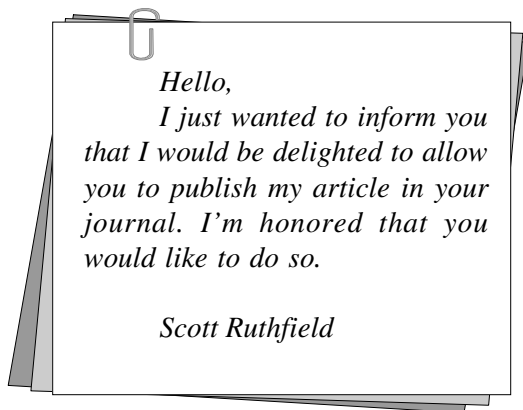 Hello,
I just wanted to inform you
that I would be delighted to allow
you to publish my article in your
journal. I'm honored that you
would like to do so.
Scott Ruthfield